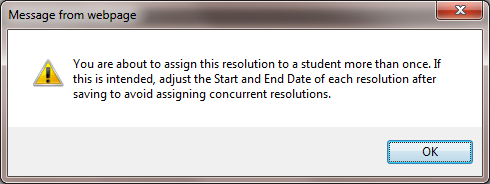 Message from webpage
You are about to assign this resolution to a student more than once. If
this is intended, adjust the Start and End Date of each resolution after
saving to avoid assigning concurrent resolutions.
OK